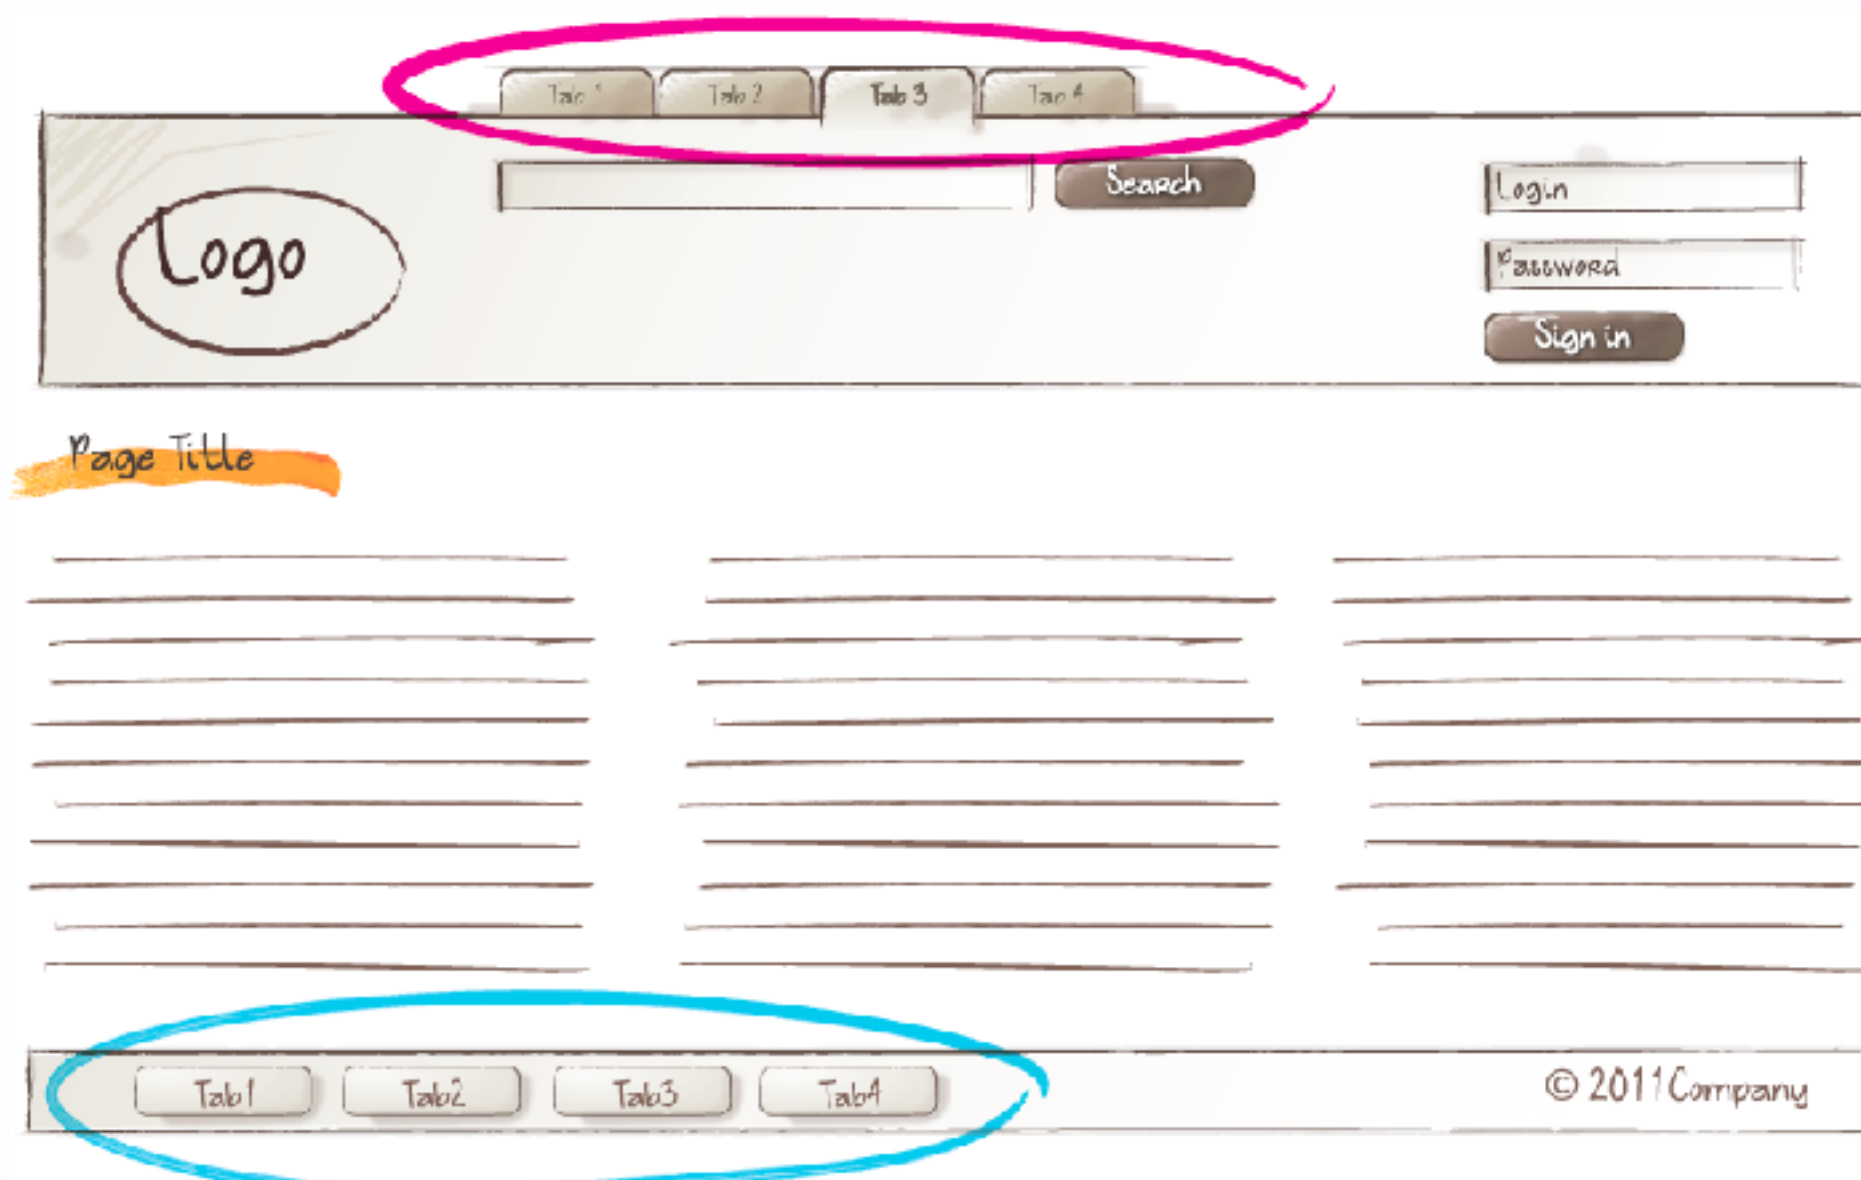 Tab 1 Tab 2 Tab 3 Tab 4
Search
Login
Logo
Password
Sign in
Page Title
Tab1 Tab2 Tab3 Tab4
© 2011 Company